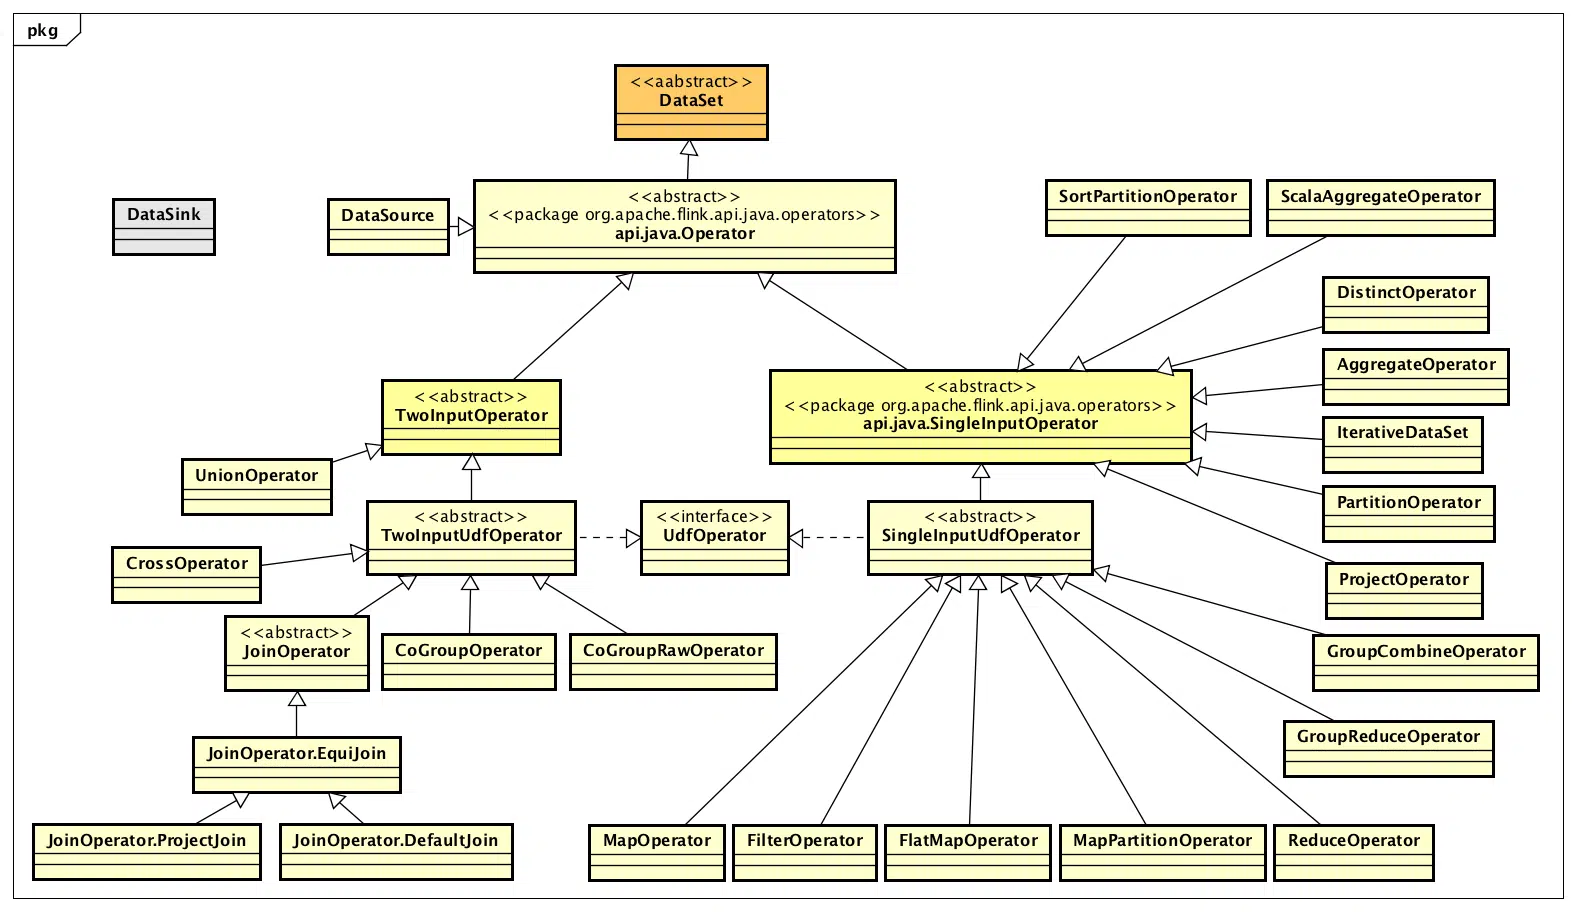 pkg
<<aabstract>>
DataSet
DataSink
DataSource
<<abstract>>
<<package org.apache.flink.api.java.operators>>
api.java.Operator
SortPartitionOperator
ScalaAggregateOperator
DistinctOperator
AggregateOperator
IterativeDataSet
PartitionOperator
ProjectOperator
<<abstract>>
TwoInputOperator
<<abstract>>
<<package org.apache.flink.api.java.operators>>
api.java.SingleInputOperator
UnionOperator
<<abstract>>
TwoInputUdfOperator
<<interface>>
UdfOperator
<<abstract>>
SingleInputUdfOperator
CrossOperator
<<abstract>>
JoinOperator
CoGroupOperator
CoGroupRawOperator
GroupCombineOperator
GroupReduceOperator
JoinOperator.EquiJoin
JoinOperator.ProjectJoin
JoinOperator.DefaultJoin
MapOperator
FilterOperator
FlatMapOperator
MapPartitionOperator
ReduceOperator